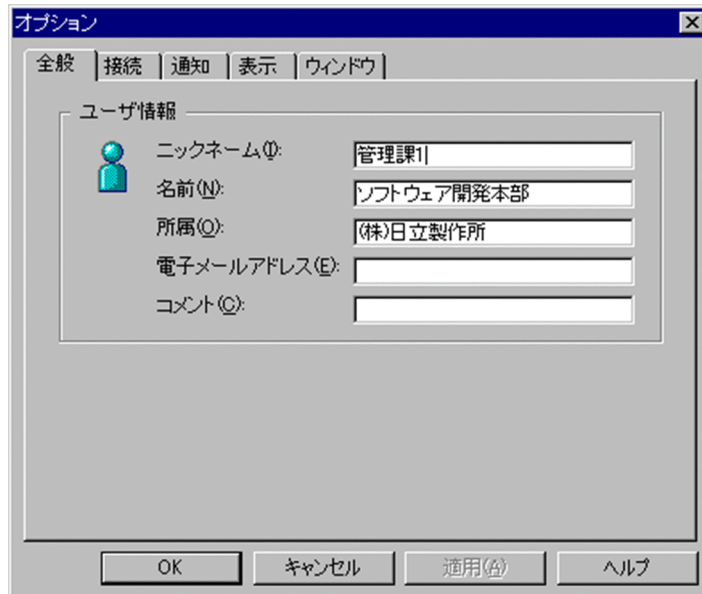 オプション
全般 接続 通知 表示 ウィンドウ
ユーザ情報
ニックネーム(I): 管理課1
名前(N): ソフトウェア開発本部
所属(O): (株)日立製作所
電子メールアドレス(E):
コメント(C):
OK キャンセル 適用(A) ヘルプ